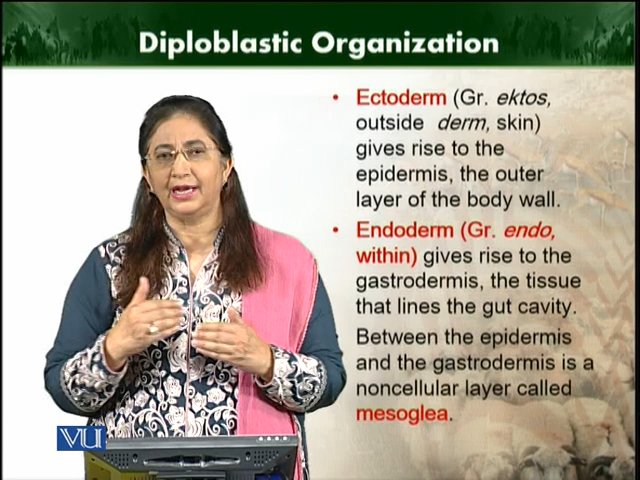 Diploblastic Organization
• Ectoderm (Gr. ektos,
outside derm, skin)
gives rise to the
epidermis, the outer
layer of the body wall.
• Endoderm (Gr. endo,
within) gives rise to the
gastrodermis, the tissue
that lines the gut cavity.
Between the epidermis
and the gastrodermis is a
noncellular layer called
mesoglea.
VU